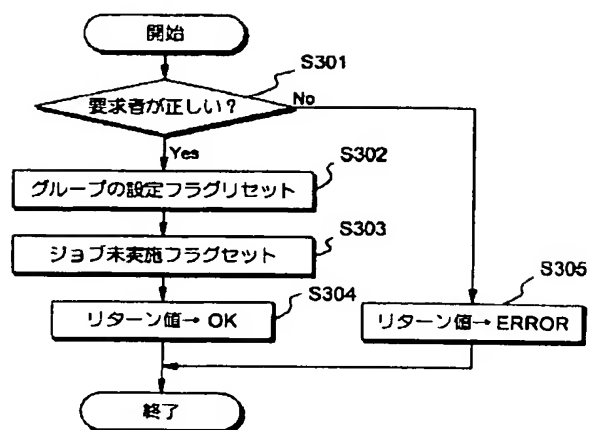 開始
S301
要求者が正しい?
No
Yes
S302
グループの設定フラグリセット
S303
ジョブ未実施フラグセット
S304
リターン値→ OK
S305
リターン値→ ERROR
終了